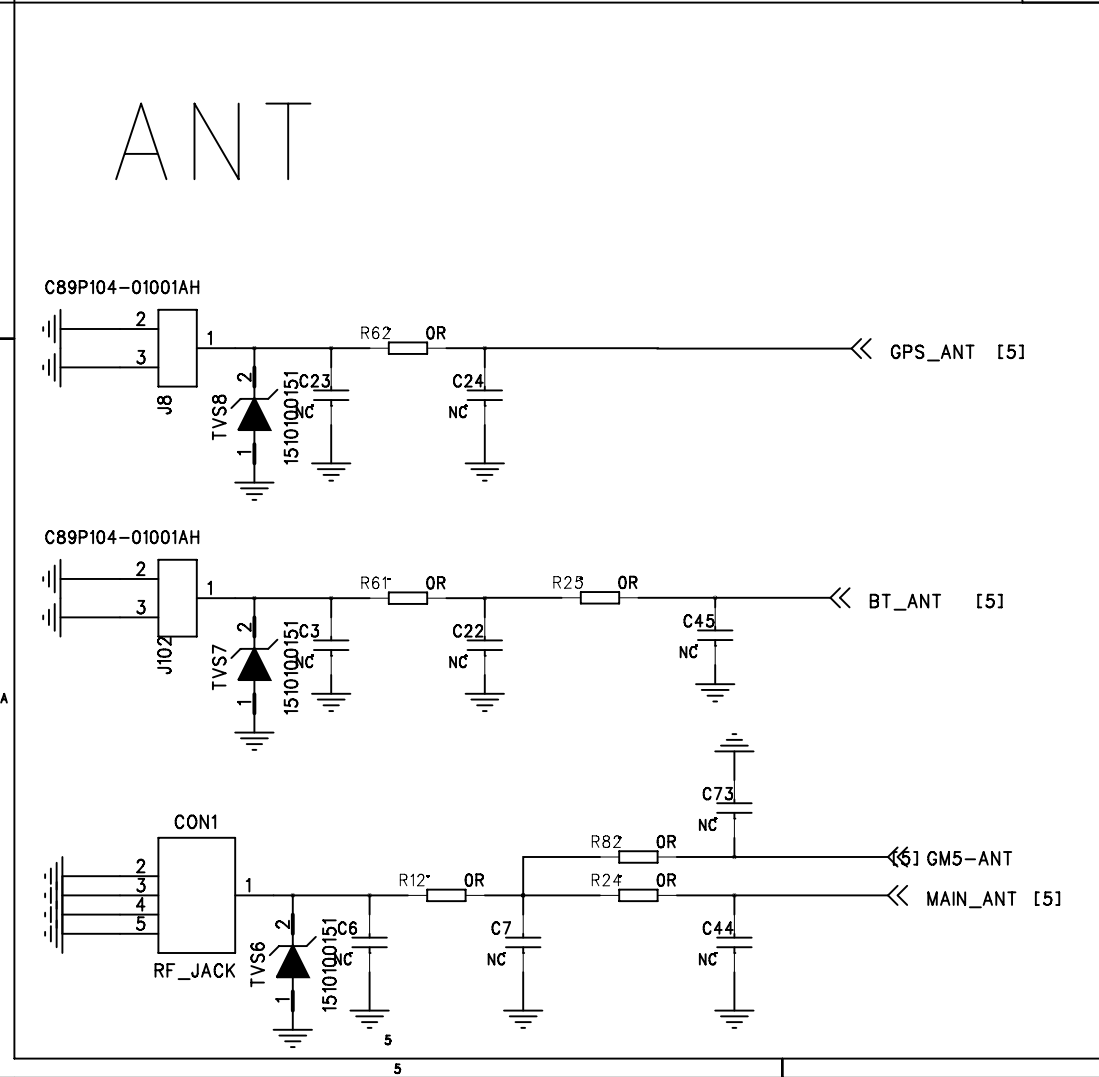 ANT
C89P104-01001AH
2
3
1
J8
R62 0R
GPS_ANT [5]
TVS8
2
1
1510100151
C23
NC
C24
NC
C89P104-01001AH
2
3
1
J102
R61 0R
R25 0R
BT_ANT [5]
TVS7
2
1
1510100151
C3
NC
C22
NC
C45
NC
C73
NC
CON1
2
3
4
5
1
RF_JACK
R82 0R
[5] GM5-ANT
R12 0R
R24 0R
MAIN_ANT [5]
TVS6
2
1
1510100151
C6
NC
C7
NC
C44
NC
A
5
5